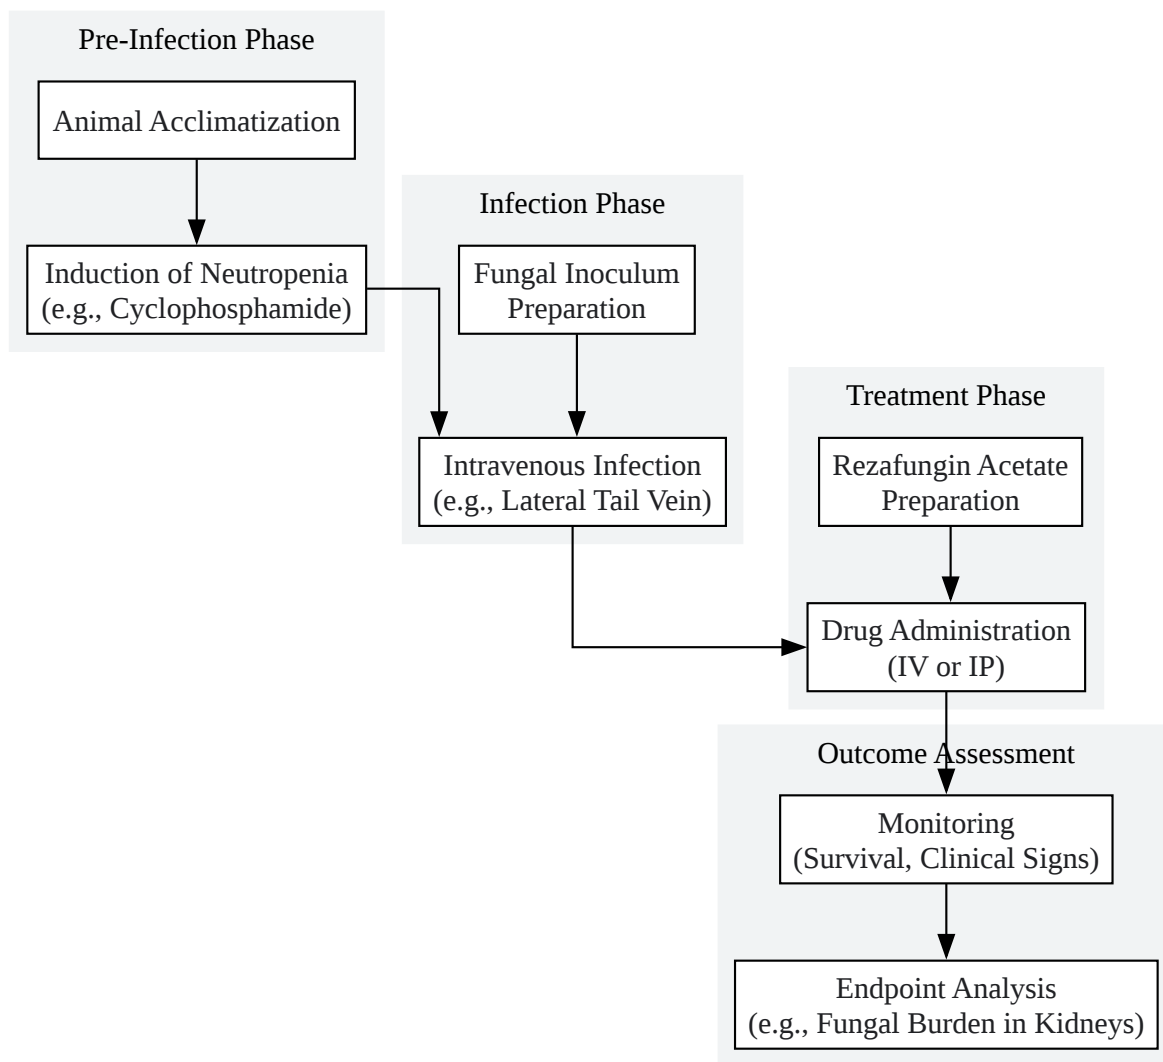 Pre-Infection Phase
Animal Acclimatization
Induction of Neutropenia
(e.g., Cyclophosphamide)
Infection Phase
Fungal Inoculum
Preparation
Intravenous Infection
(e.g., Lateral Tail Vein)
Treatment Phase
Rezafungin Acetate
Preparation
Drug Administration
(IV or IP)
Outcome Assessment
Monitoring
(Survival, Clinical Signs)
Endpoint Analysis
(e.g., Fungal Burden in Kidneys)